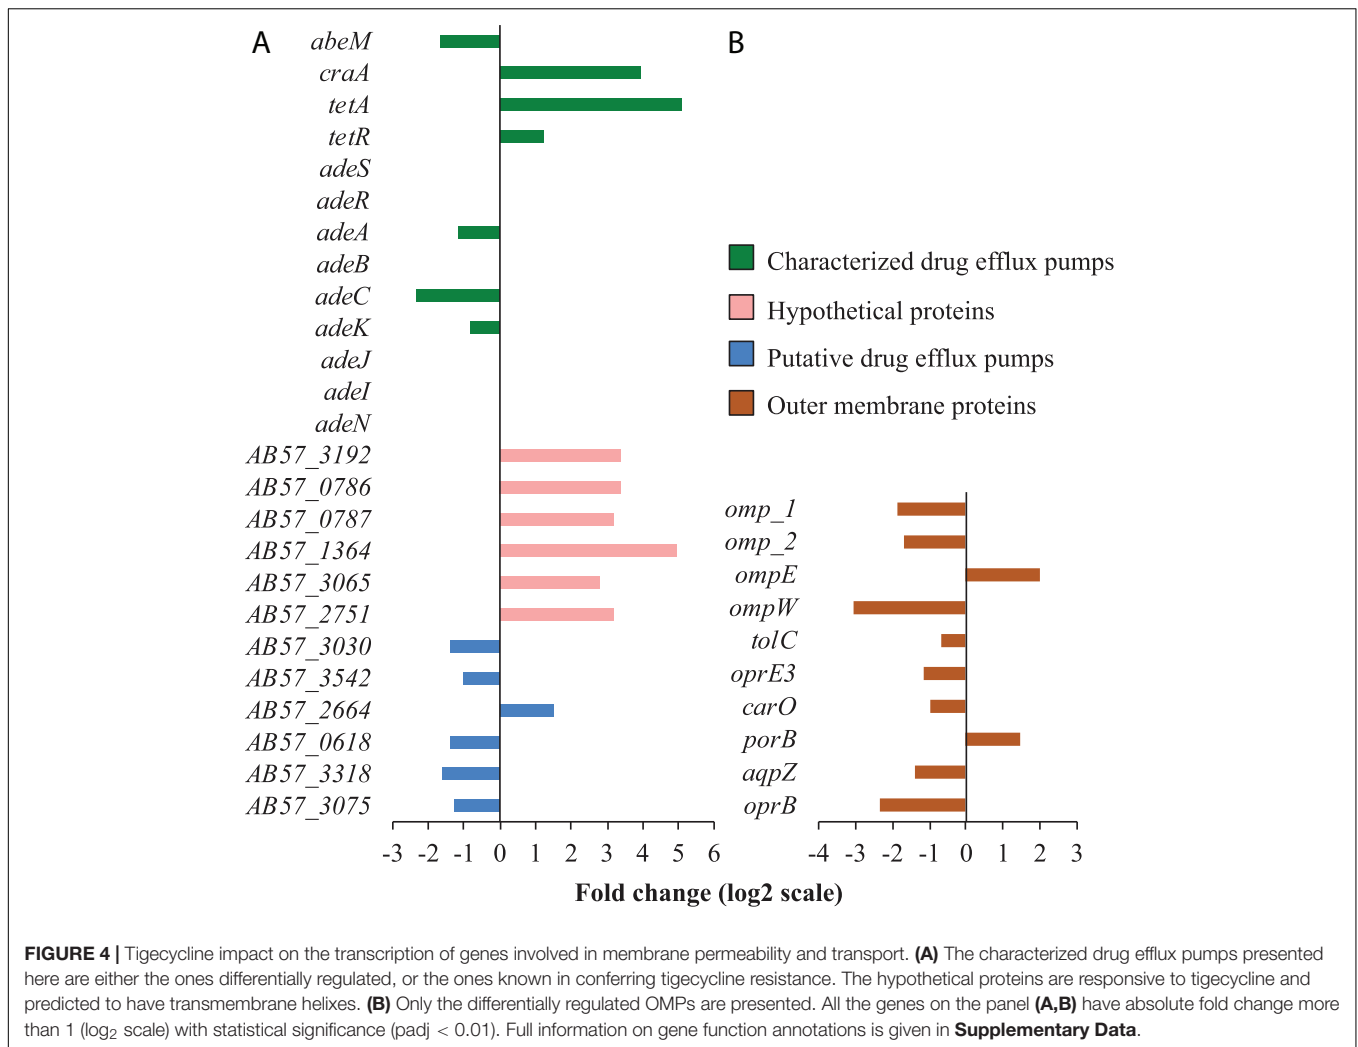 A
B
abeM
craA
tetA
tetR
adeS
adeR
adeA
adeB
adeC
adeK
adeJ
adeI
adeN
AB57_3192
AB57_0786
AB57_0787
AB57_1364
AB57_3065
AB57_2751
AB57_3030
AB57_3542
AB57_2664
AB57_0618
AB57_3318
AB57_3075
-3 -2 -1 0 1 2 3 4 5 6
Characterized drug efflux pumps
Hypothetical proteins
Putative drug efflux pumps
Outer membrane proteins
omp_1
omp_2
ompE
ompW
tolC
oprE3
carO
porB
aqpZ
oprB
-4 -3 -2 -1 0 1 2 3
Fold change (log2 scale)
FIGURE 4 | Tigecycline impact on the transcription of genes involved in membrane permeability and transport. (A) The characterized drug efflux pumps presented
here are either the ones differentially regulated, or the ones known in conferring tigecycline resistance. The hypothetical proteins are responsive to tigecycline and
predicted to have transmembrane helixes. (B) Only the differentially regulated OMPs are presented. All the genes on the panel (A,B) have absolute fold change more
than 1 (log₂ scale) with statistical significance (padj < 0.01). Full information on gene function annotations is given in Supplementary Data.